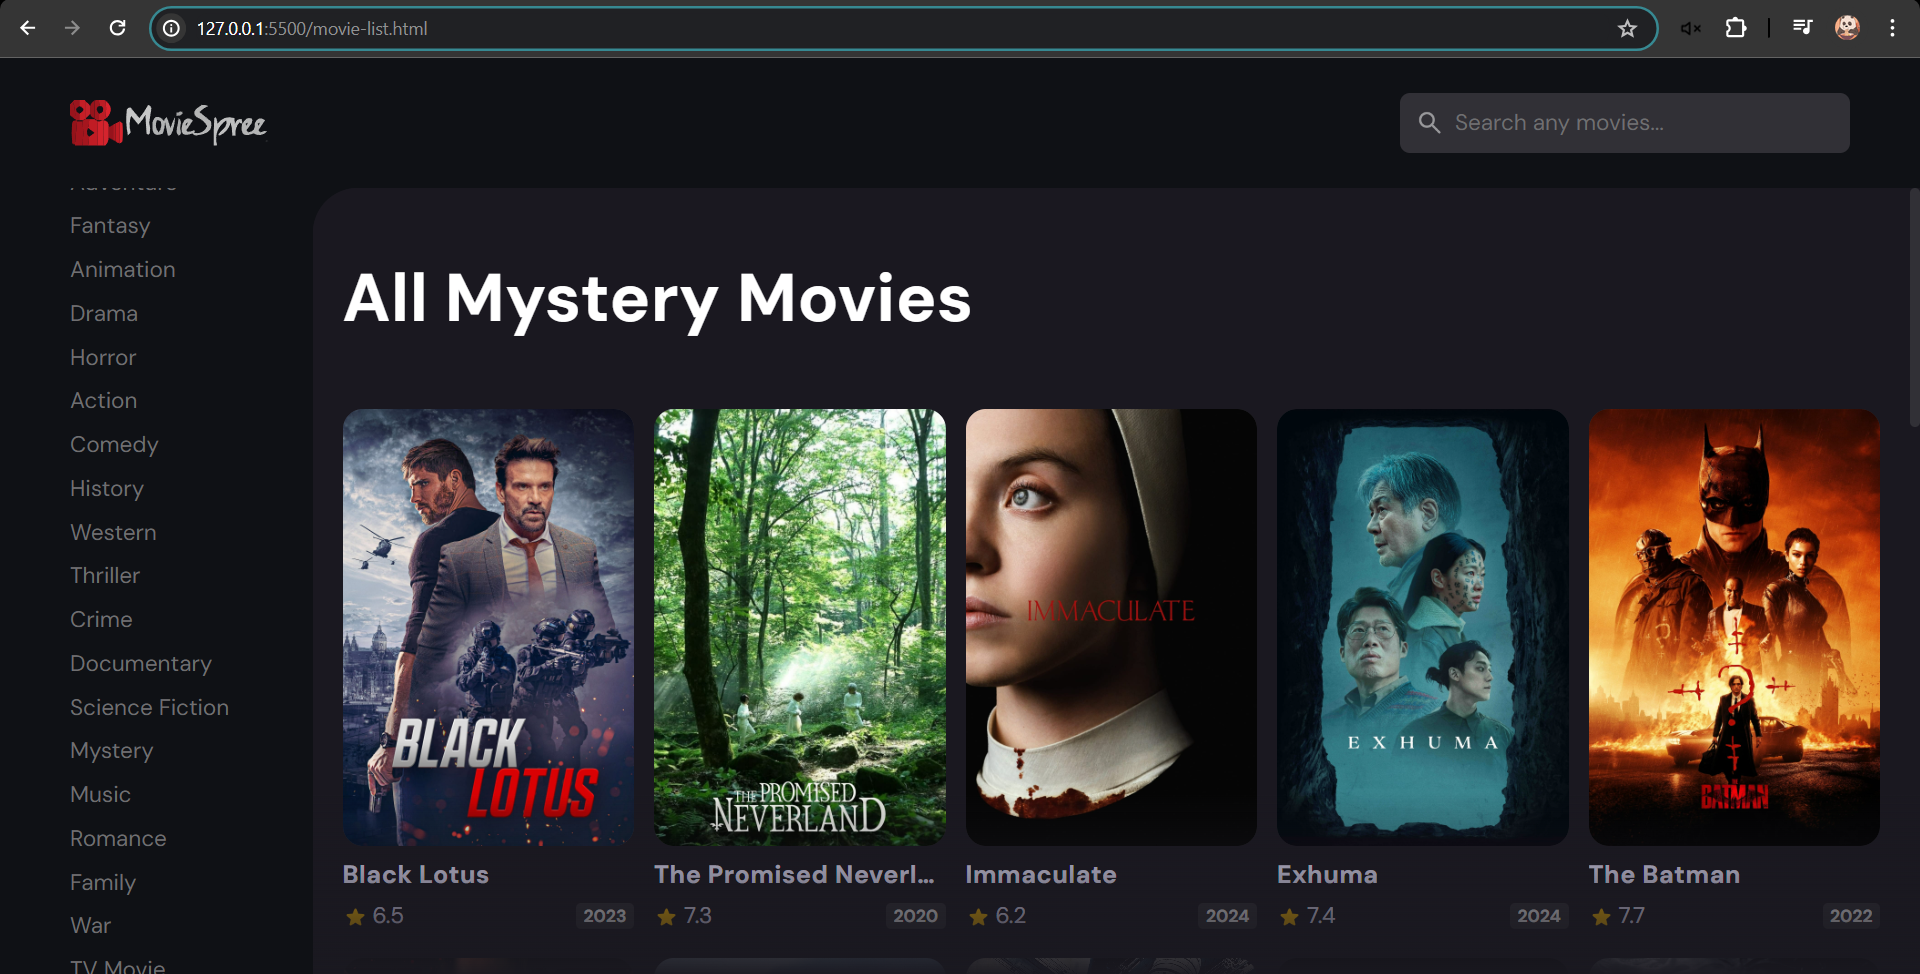 127.0.0.1:5500/movie-list.html
MovieSpree
Search any movies...
Adventure
Fantasy
Animation
Drama
Horror
Action
Comedy
History
Western
Thriller
Crime
Documentary
Science Fiction
Mystery
Music
Romance
Family
War
TV Movie
All Mystery Movies
BLACK
LOTUS
THE PROMISED
NEVERLAND
IMMACULATE
EXHUMA
THE
BATMAN
Black Lotus
The Promised Neverl...
Immaculate
Exhuma
The Batman
6.5 2023
7.3 2020
6.2 2024
7.4 2024
7.7 2022